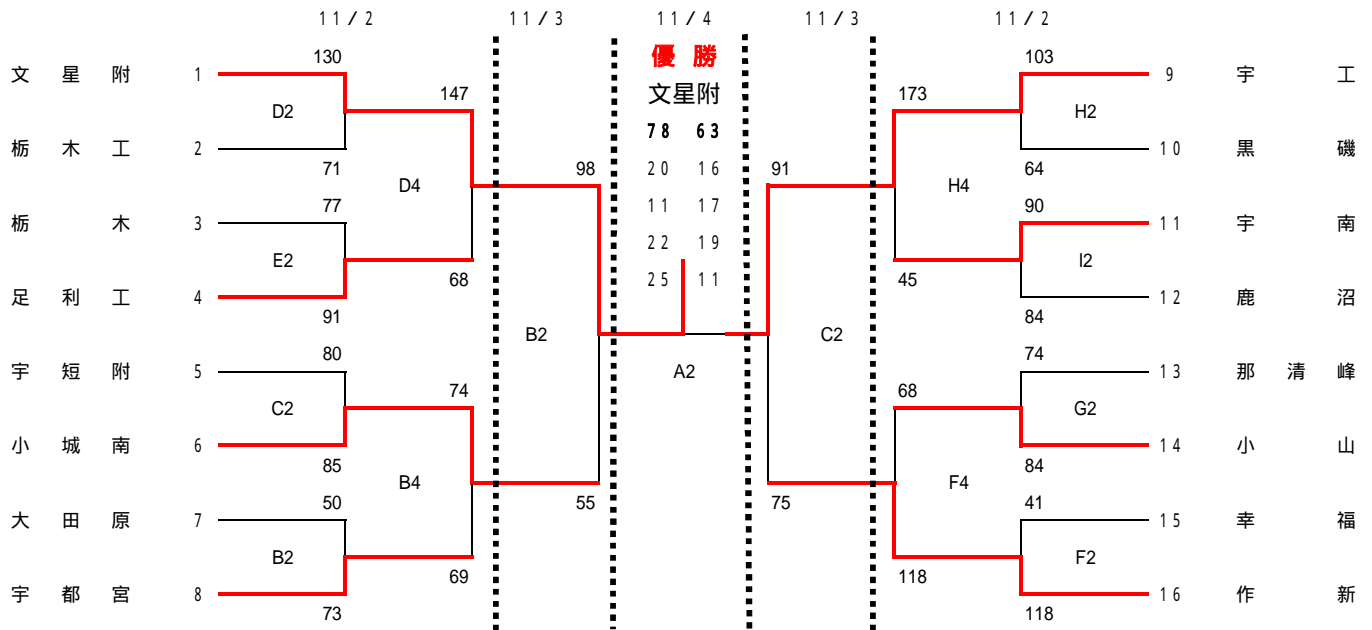 11/2 11/3 11/4 11/3 11/2
優勝
130 103
文星附 1 9 宇工
147 文星附 173
D2 H2
78 63
栃木工 2 10 黒磯
71 98 20 16 91 64
D4 H4
77 11 17 90
栃木 3 11 宇南
22 19
E2 I2
68 25 11 45
足利工 4 12 鹿沼
91 84
B2 C2
80 74
宇短附 5 A2 13 那清峰
74 68
C2 G2
小城南 6 14 小山
85 84
B4 F4
50 55 75 41
大田原 7 15 幸福
B2 F2
69 118
宇都宮 8 16 作新
73 118